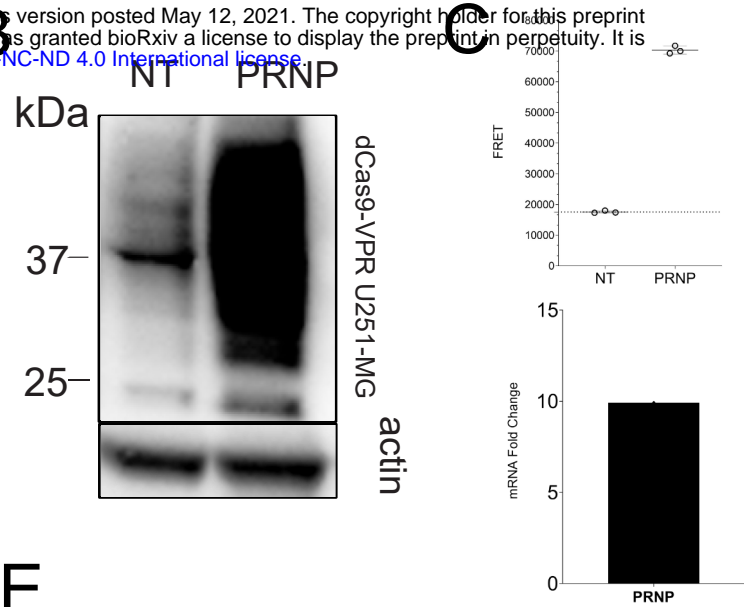 s version posted May 12, 2021. The copyright holder for this preprint
as granted bioRxiv a license to display the preprint in perpetuity. It is
-NC-ND 4.0 International license.
B
NT PRNP
kDa
37
25
dCas9-VPR U251-MG
actin
C
80000
70000
60000
50000
40000
30000
20000
10000
0
FRET
NT PRNP
15
10
5
0
mRNA Fold Change
PRNP
F